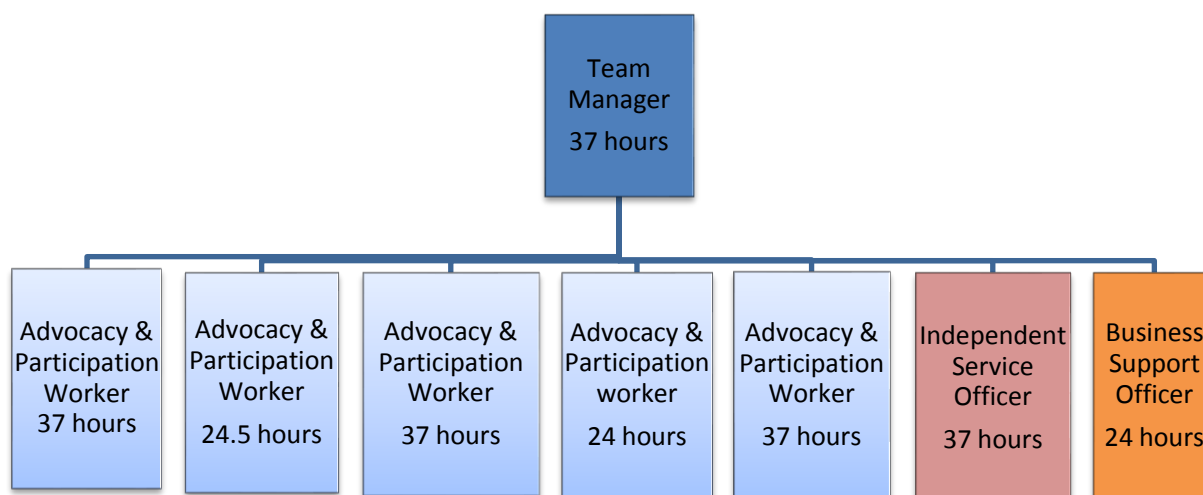 Team
Manager
37 hours
Advocacy &
Participation
Worker
37 hours
Advocacy &
Participation
Worker
24.5 hours
Advocacy &
Participation
Worker
37 hours
Advocacy &
Participation
worker
24 hours
Advocacy &
Participation
Worker
37 hours
Independent
Service
Officer
37 hours
Business
Support
Officer
24 hours